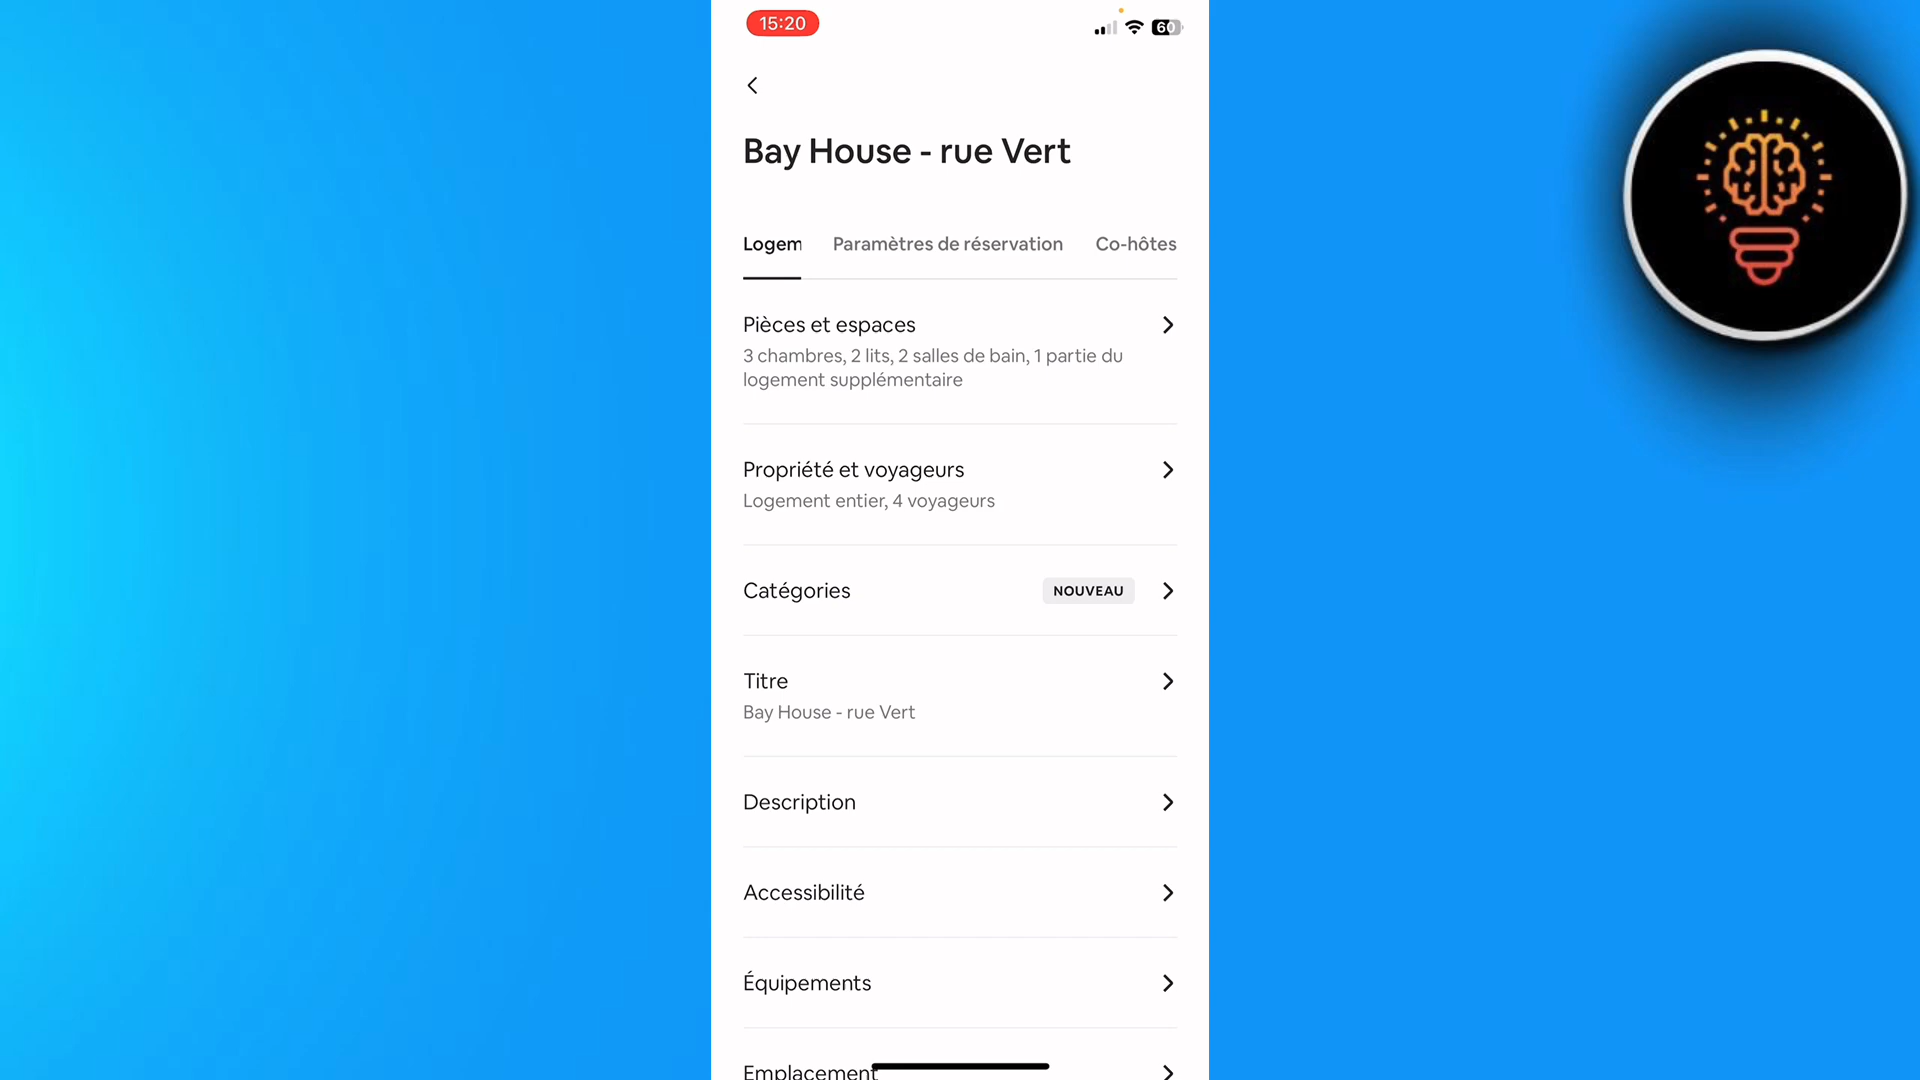 15:20
60
Bay House - rue Vert
Logem Paramètres de réservation Co-hôtes
Pièces et espaces
3 chambres, 2 lits, 2 salles de bain, 1 partie du
logement supplémentaire
Propriété et voyageurs
Logement entier, 4 voyageurs
Catégories NOUVEAU
Titre
Bay House - rue Vert
Description
Accessibilité
Équipements
Emplacement